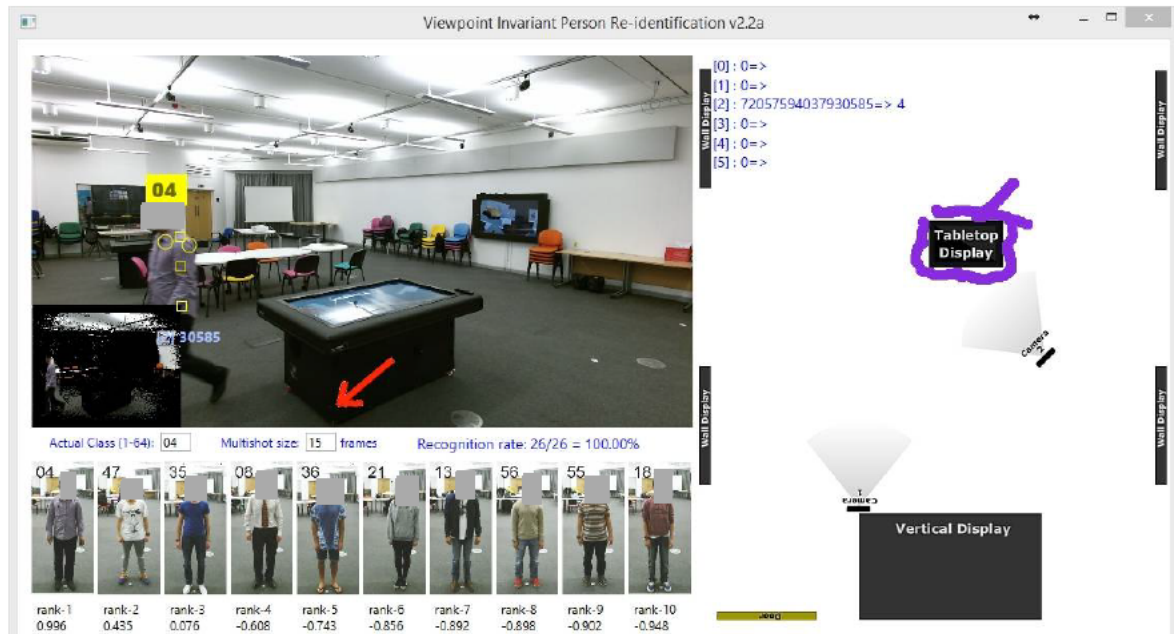 Viewpoint Invariant Person Re-identification v2.2a
[0] : 0=>
[1] : 0=>
[2] : 72057594037930585=> 4
[3] : 0=>
[4] : 0=>
[5] : 0=>
Wall Display
Wall Display
04
Tabletop
Display
[2] 30585
Camera
2
Wall Display
Wall Display
Actual Class (1-64): 04 Multishot size: 15 frames Recognition rate: 26/26 = 100.00%
04 47 35 08 36 21 13 56 55 18
Camera
1
Vertical Display
rank-1 rank-2 rank-3 rank-4 rank-5 rank-6 rank-7 rank-8 rank-9 rank-10
0.996 0.435 0.076 -0.608 -0.743 -0.856 -0.892 -0.898 -0.902 -0.948
Door